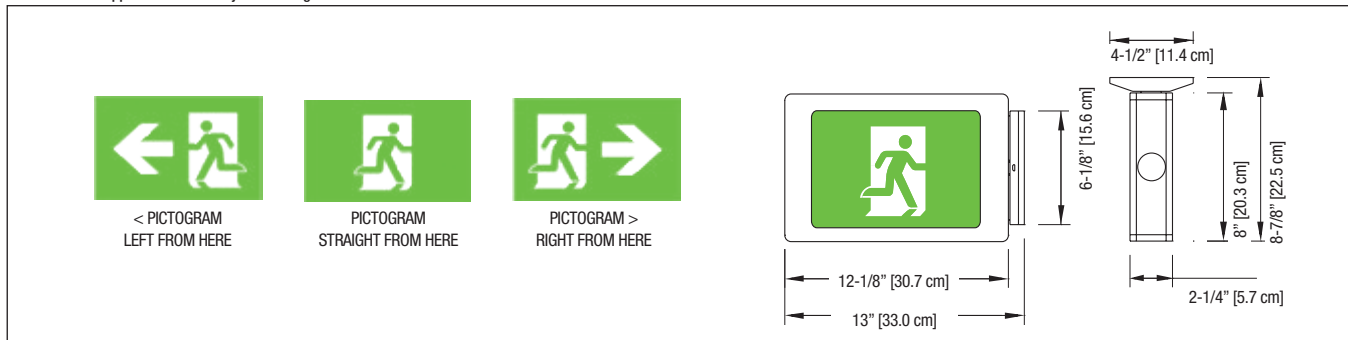 < PICTOGRAM
LEFT FROM HERE
PICTOGRAM
STRAIGHT FROM HERE
PICTOGRAM >
RIGHT FROM HERE
12-1/8” [30.7 cm]
13” [33.0 cm]
6-1/8” [15.6 cm]
4-1/2” [11.4 cm]
8” [20.3 cm]
8-7/8” [22.5 cm]
2-1/4” [5.7 cm]